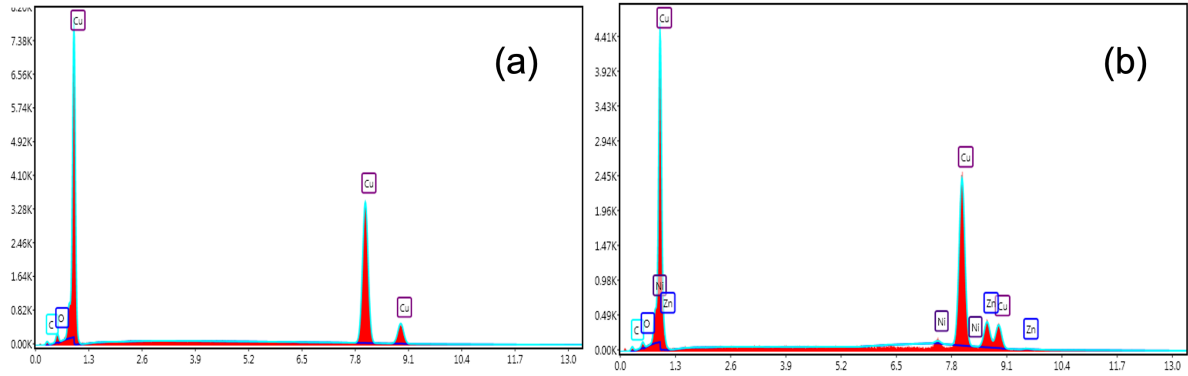 8.20K
7.38K
6.56K
5.74K
4.92K
4.10K
3.28K
2.46K
1.64K
0.82K
0.00K
0.0 1.3 2.6 3.9 5.2 6.5 7.8 9.1 10.4 11.7 13.0
Cu
Cu
Cu
C
O
(a)
4.41K
3.92K
3.43K
2.94K
2.45K
1.96K
1.47K
0.98K
0.49K
0.00K
0.0 1.3 2.6 3.9 5.2 6.5 7.8 9.1 10.4 11.7 13.0
Cu
Ni
Zn
C
O
Cu
Ni
Ni
Zn
Cu
Zn
(b)